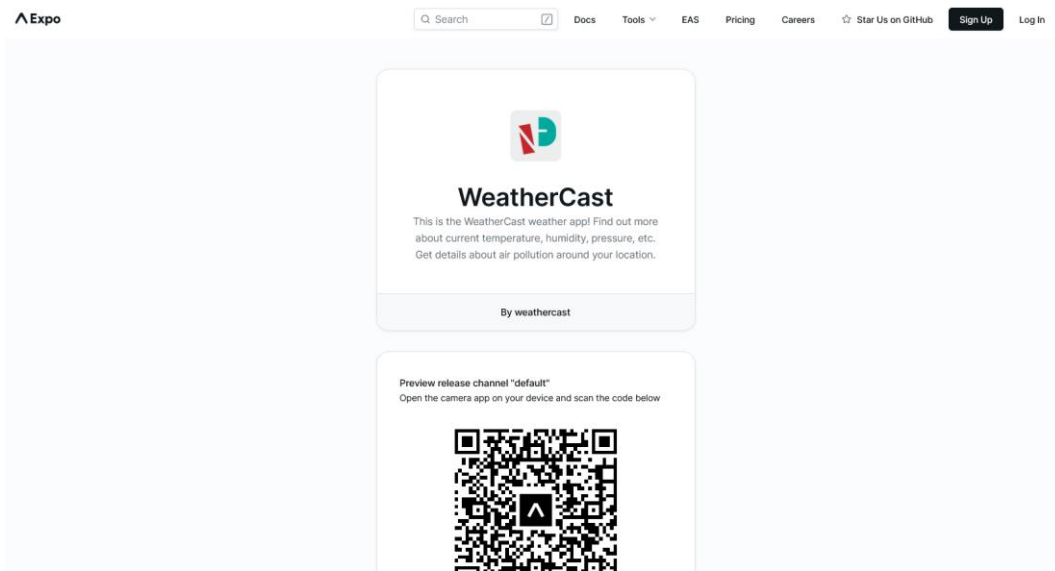 Expo
Search /
Docs
Tools
EAS
Pricing
Careers
Star Us on GitHub
Sign Up
Log In
WeatherCast
This is the WeatherCast weather app! Find out more
about current temperature, humidity, pressure, etc.
Get details about air pollution around your location.
By weathercast
Preview release channel "default"
Open the camera app on your device and scan the code below